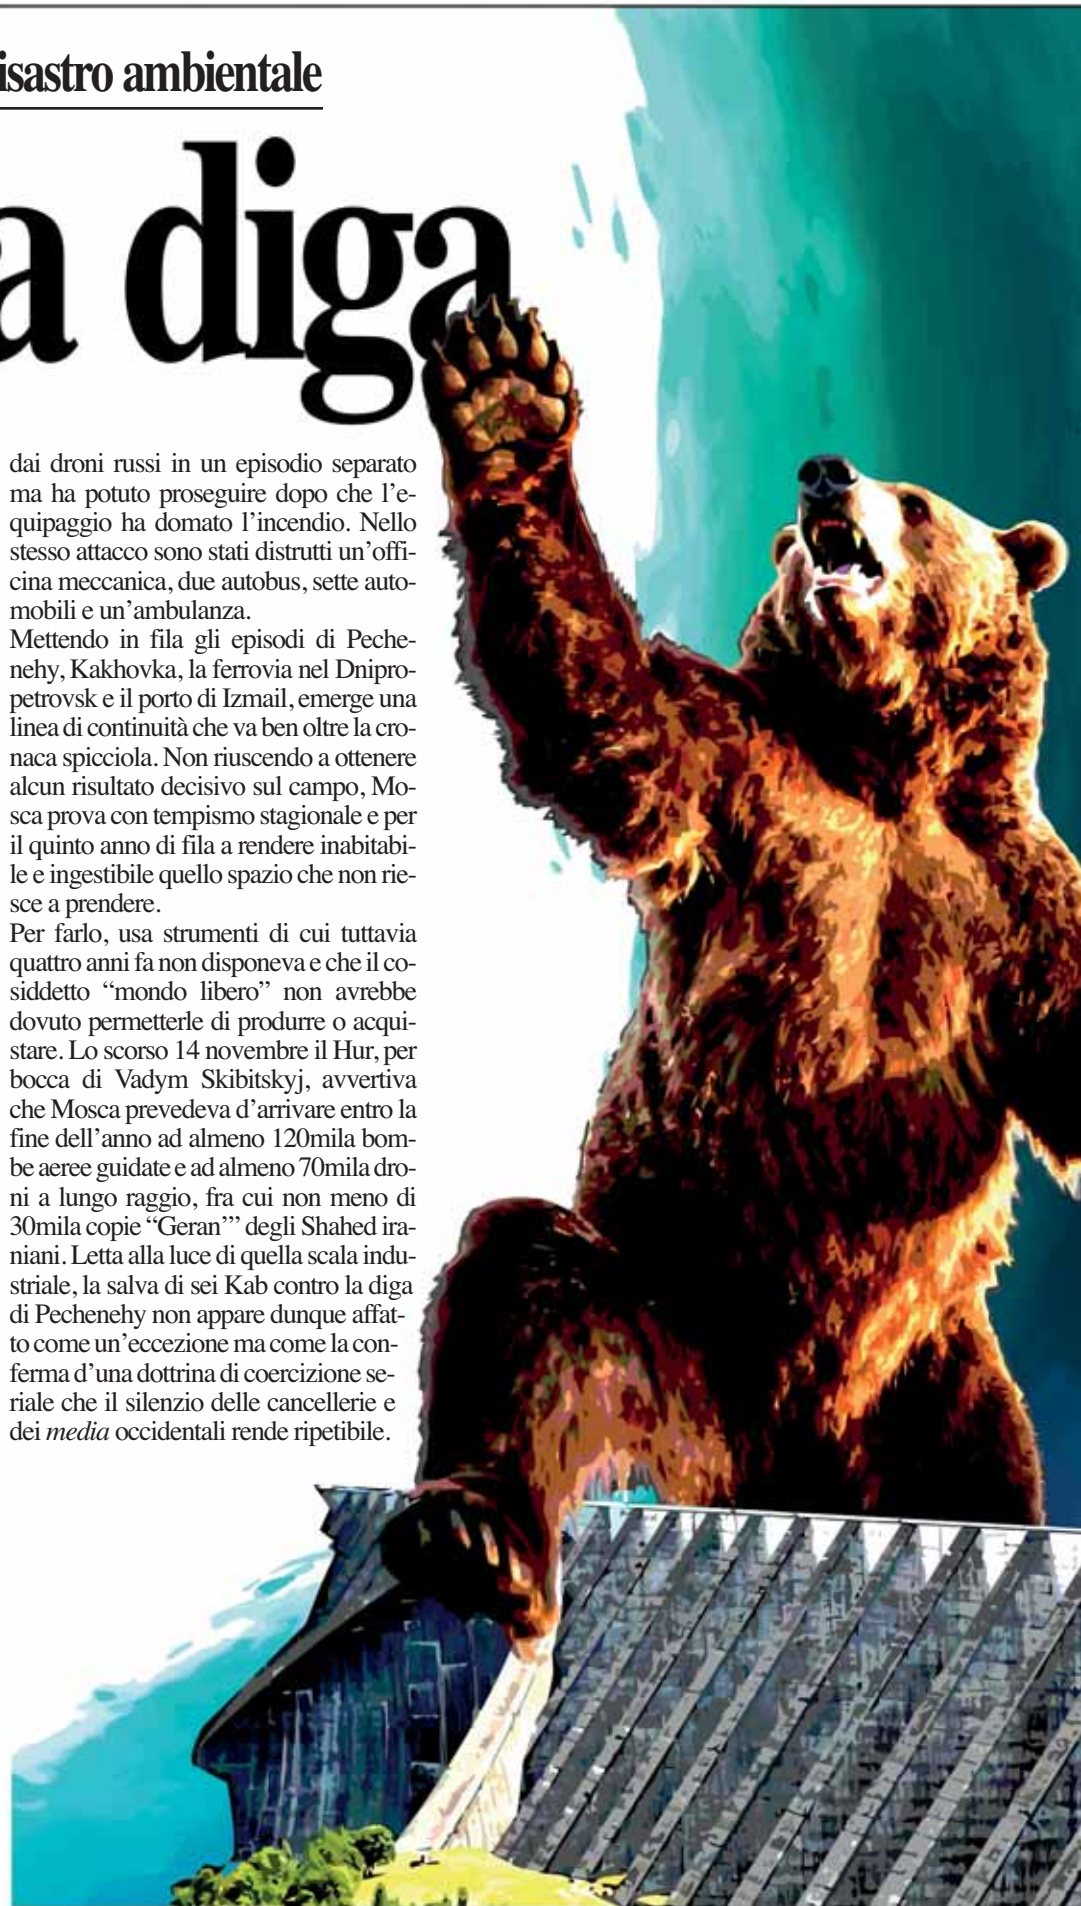 isastro ambientale
a diga
dai droni russi in un episodio separato
ma ha potuto proseguire dopo che l’e-
quipaggio ha domato l’incendio. Nello
stesso attacco sono stati distrutti un’offi-
cina meccanica, due autobus, sette auto-
mobili e un’ambulanza.
Mettendo in fila gli episodi di Peche-
nehy, Kakhovka, la ferrovia nel Dnipro-
petrovsk e il porto di Izmail, emerge una
linea di continuità che va ben oltre la cro-
naca spicciola. Non riuscendo a ottenere
alcun risultato decisivo sul campo, Mo-
sca prova con tempismo stagionale e per
il quinto anno di fila a rendere inabitabi-
le e ingestibile quello spazio che non rie-
sce a prendere.
Per farlo, usa strumenti di cui tuttavia
quattro anni fa non disponeva e che il co-
siddetto “mondo libero” non avrebbe
dovuto permetterle di produrre o acqui-
stare. Lo scorso 14 novembre il Hur, per
bocca di Vadym Skibitskyj, avvertiva
che Mosca prevedeva d’arrivare entro la
fine dell’anno ad almeno 120mila bom-
be aeree guidate e ad almeno 70mila dro-
ni a lungo raggio, fra cui non meno di
30mila copie “Geran’” degli Shahed ira-
niani. Letta alla luce di quella scala indu-
striale, la salva di sei Kab contro la diga
di Pechenehy non appare dunque affat-
to come un’eccezione ma come la con-
ferma d’una dottrina di coercizione se-
riale che il silenzio delle cancellerie e
dei media occidentali rende ripetibile.